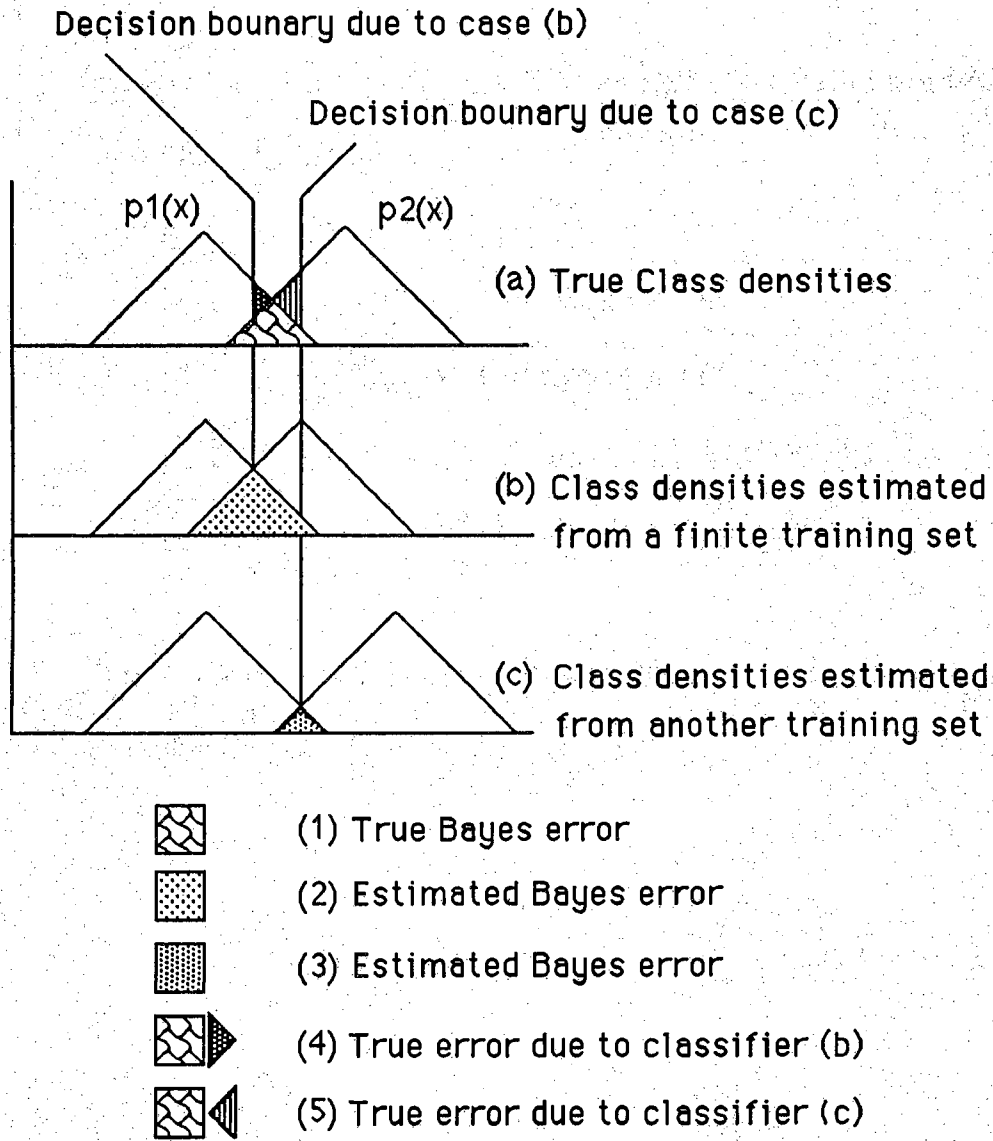 Decision bounary due to case (b)
Decision bounary due to case (c)
p1(x)
p2(x)
(a) True Class densities
(b) Class densities estimated
from a finite training set
(c) Class densities estimated
from another training set
(1) True Bayes error
(2) Estimated Bayes error
(3) Estimated Bayes error
(4) True error due to classifier (b)
(5) True error due to classifier (c)